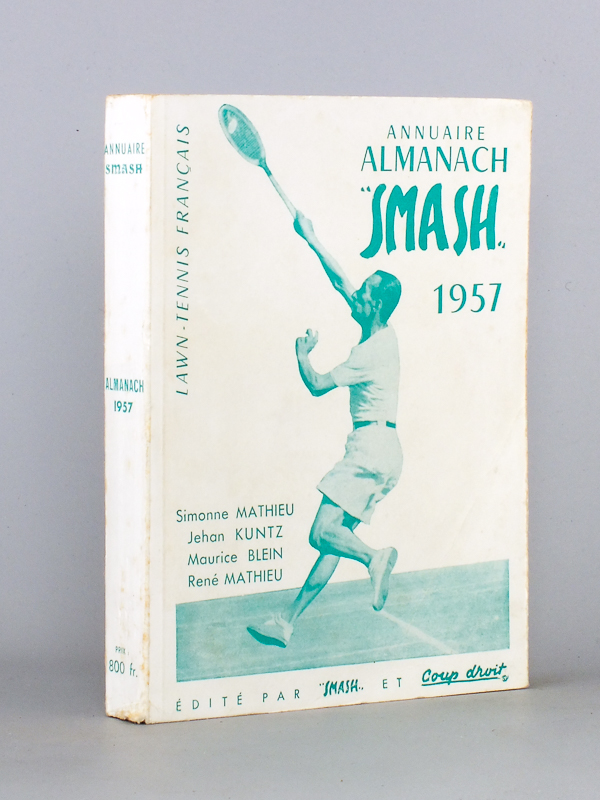 ANNUAIRE
SMASH
ALMANACH
1957
PRIX :
800 fr.
LAWN-TENNIS FRANÇAIS
ANNUAIRE
ALMANACH
"SMASH"
1957
Simonne MATHIEU
Jehan KUNTZ
Maurice BLEIN
René MATHIEU
ÉDITÉ PAR "SMASH" ET Coup droit